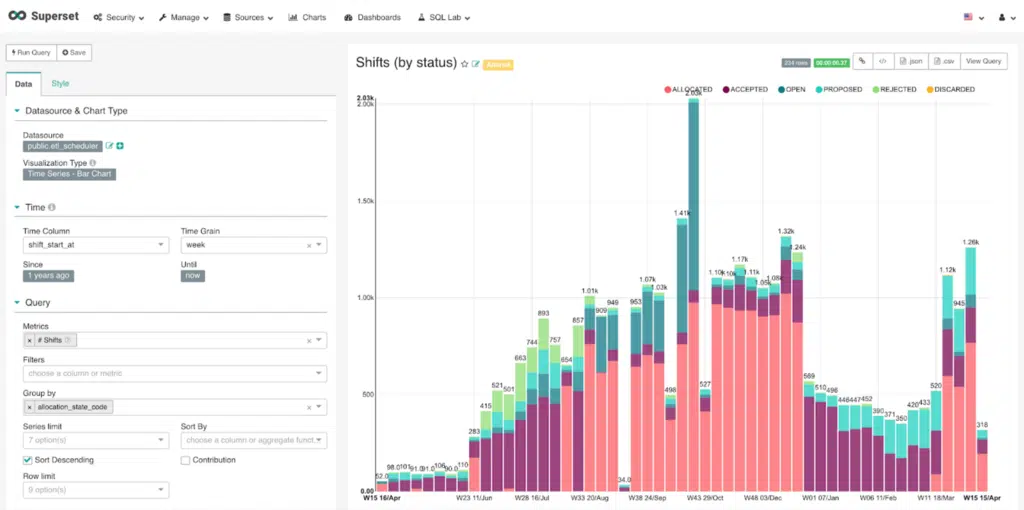 Superset Security Manage Sources Charts Dashboards SQL Lab
Run Query Save
Data Style
Datasource & Chart Type
Datasource
public.etl_scheduler
Visualization Type
Time Series - Bar Chart
Time
Time Column Time Grain
shift_start_at week
Since Until
1 years ago now
Query
Metrics
# Shifts
Filters
choose a column or metric
Group by
allocation_state_code
Series limit Sort By
7 option(s) choose a column or aggregate funct...
Sort Descending Contribution
Row limit
9 option(s)
Shifts (by status) Altered 234 rows 00:00:00.37 .json .csv View Query
ALLOCATED ACCEPTED OPEN PROPOSED REJECTED DISCARDED
2.03k
2.00k
1.50k
1.00k
500
0.00
52.0 98.0 101 91.0 91.0 106 90.0 110 283 415 521 501 663 744 893 757 654 857 1.01k 909 949 34.0 953 1.07k 1.03k 498 1.41k 2.03k 527 1.10k 1.10k 1.17k 1.11k 1.05k 1.08k 1.32k 1.24k 569 510 496 446 447 452 390 371 350 420 433 520 1.12k 945 1.26k 318
W15 16/Apr W23 11/Jun W28 16/Jul W33 20/Aug W38 24/Sep W43 29/Oct W48 03/Dec W01 07/Jan W06 11/Feb W11 18/Mar W15 15/Apr